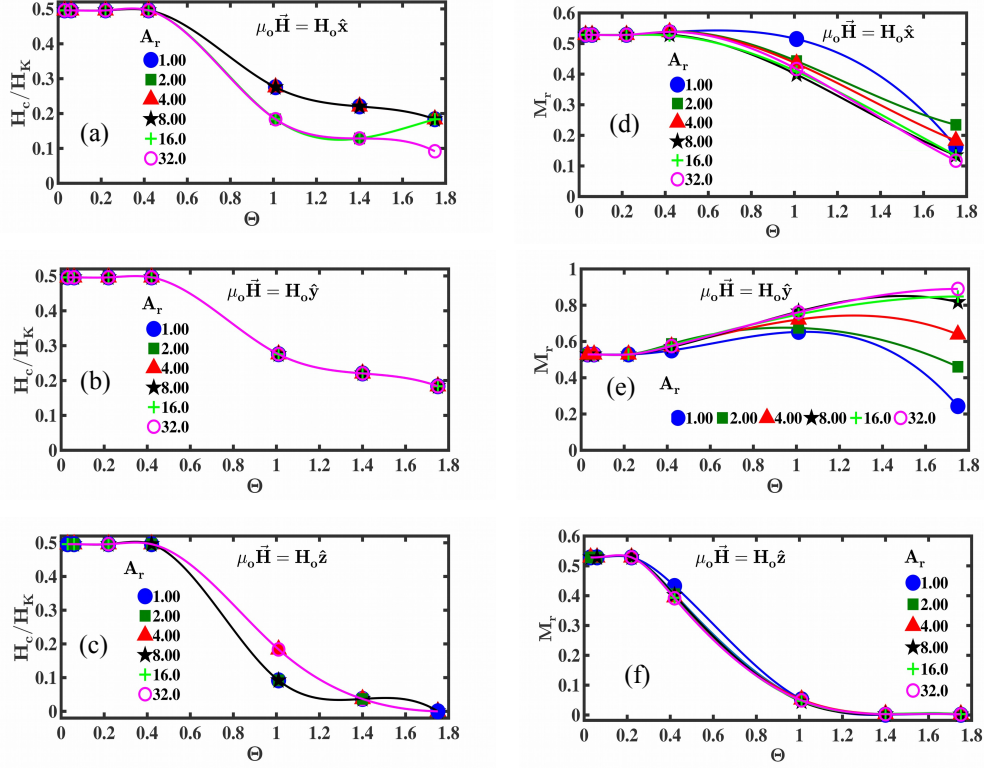 0.5
0.4
0.3
0.2
0.1
0
H_c/H_K
μ_o H⃗ = H_o x̂
A_r
1.00
2.00
4.00
8.00
16.0
32.0
(a)
0 0.2 0.4 0.6 0.8 1 1.2 1.4 1.6 1.8
Θ
0.6
0.5
0.4
0.3
0.2
0.1
0
M_r
μ_o H⃗ = H_o x̂
A_r
1.00
2.00
4.00
8.00
16.0
32.0
(d)
0 0.2 0.4 0.6 0.8 1 1.2 1.4 1.6 1.8
Θ
0.5
0.4
0.3
0.2
0.1
0
H_c/H_K
μ_o H⃗ = H_o ŷ
A_r
1.00
2.00
4.00
8.00
16.0
32.0
(b)
0 0.2 0.4 0.6 0.8 1 1.2 1.4 1.6 1.8
Θ
1
0.8
0.6
0.4
0.2
0
M_r
μ_o H⃗ = H_o ŷ
(e)
A_r
1.00 2.00 4.00 8.00 16.0 32.0
0 0.2 0.4 0.6 0.8 1 1.2 1.4 1.6 1.8
Θ
0.5
0.4
0.3
0.2
0.1
0
H_c/H_K
μ_o H⃗ = H_o ẑ
A_r
1.00
2.00
4.00
8.00
16.0
32.0
(c)
0 0.2 0.4 0.6 0.8 1 1.2 1.4 1.6 1.8
Θ
0.6
0.5
0.4
0.3
0.2
0.1
0
M_r
μ_o H⃗ = H_o ẑ
A_r
1.00
2.00
4.00
8.00
16.0
32.0
(f)
0 0.2 0.4 0.6 0.8 1 1.2 1.4 1.6 1.8
Θ